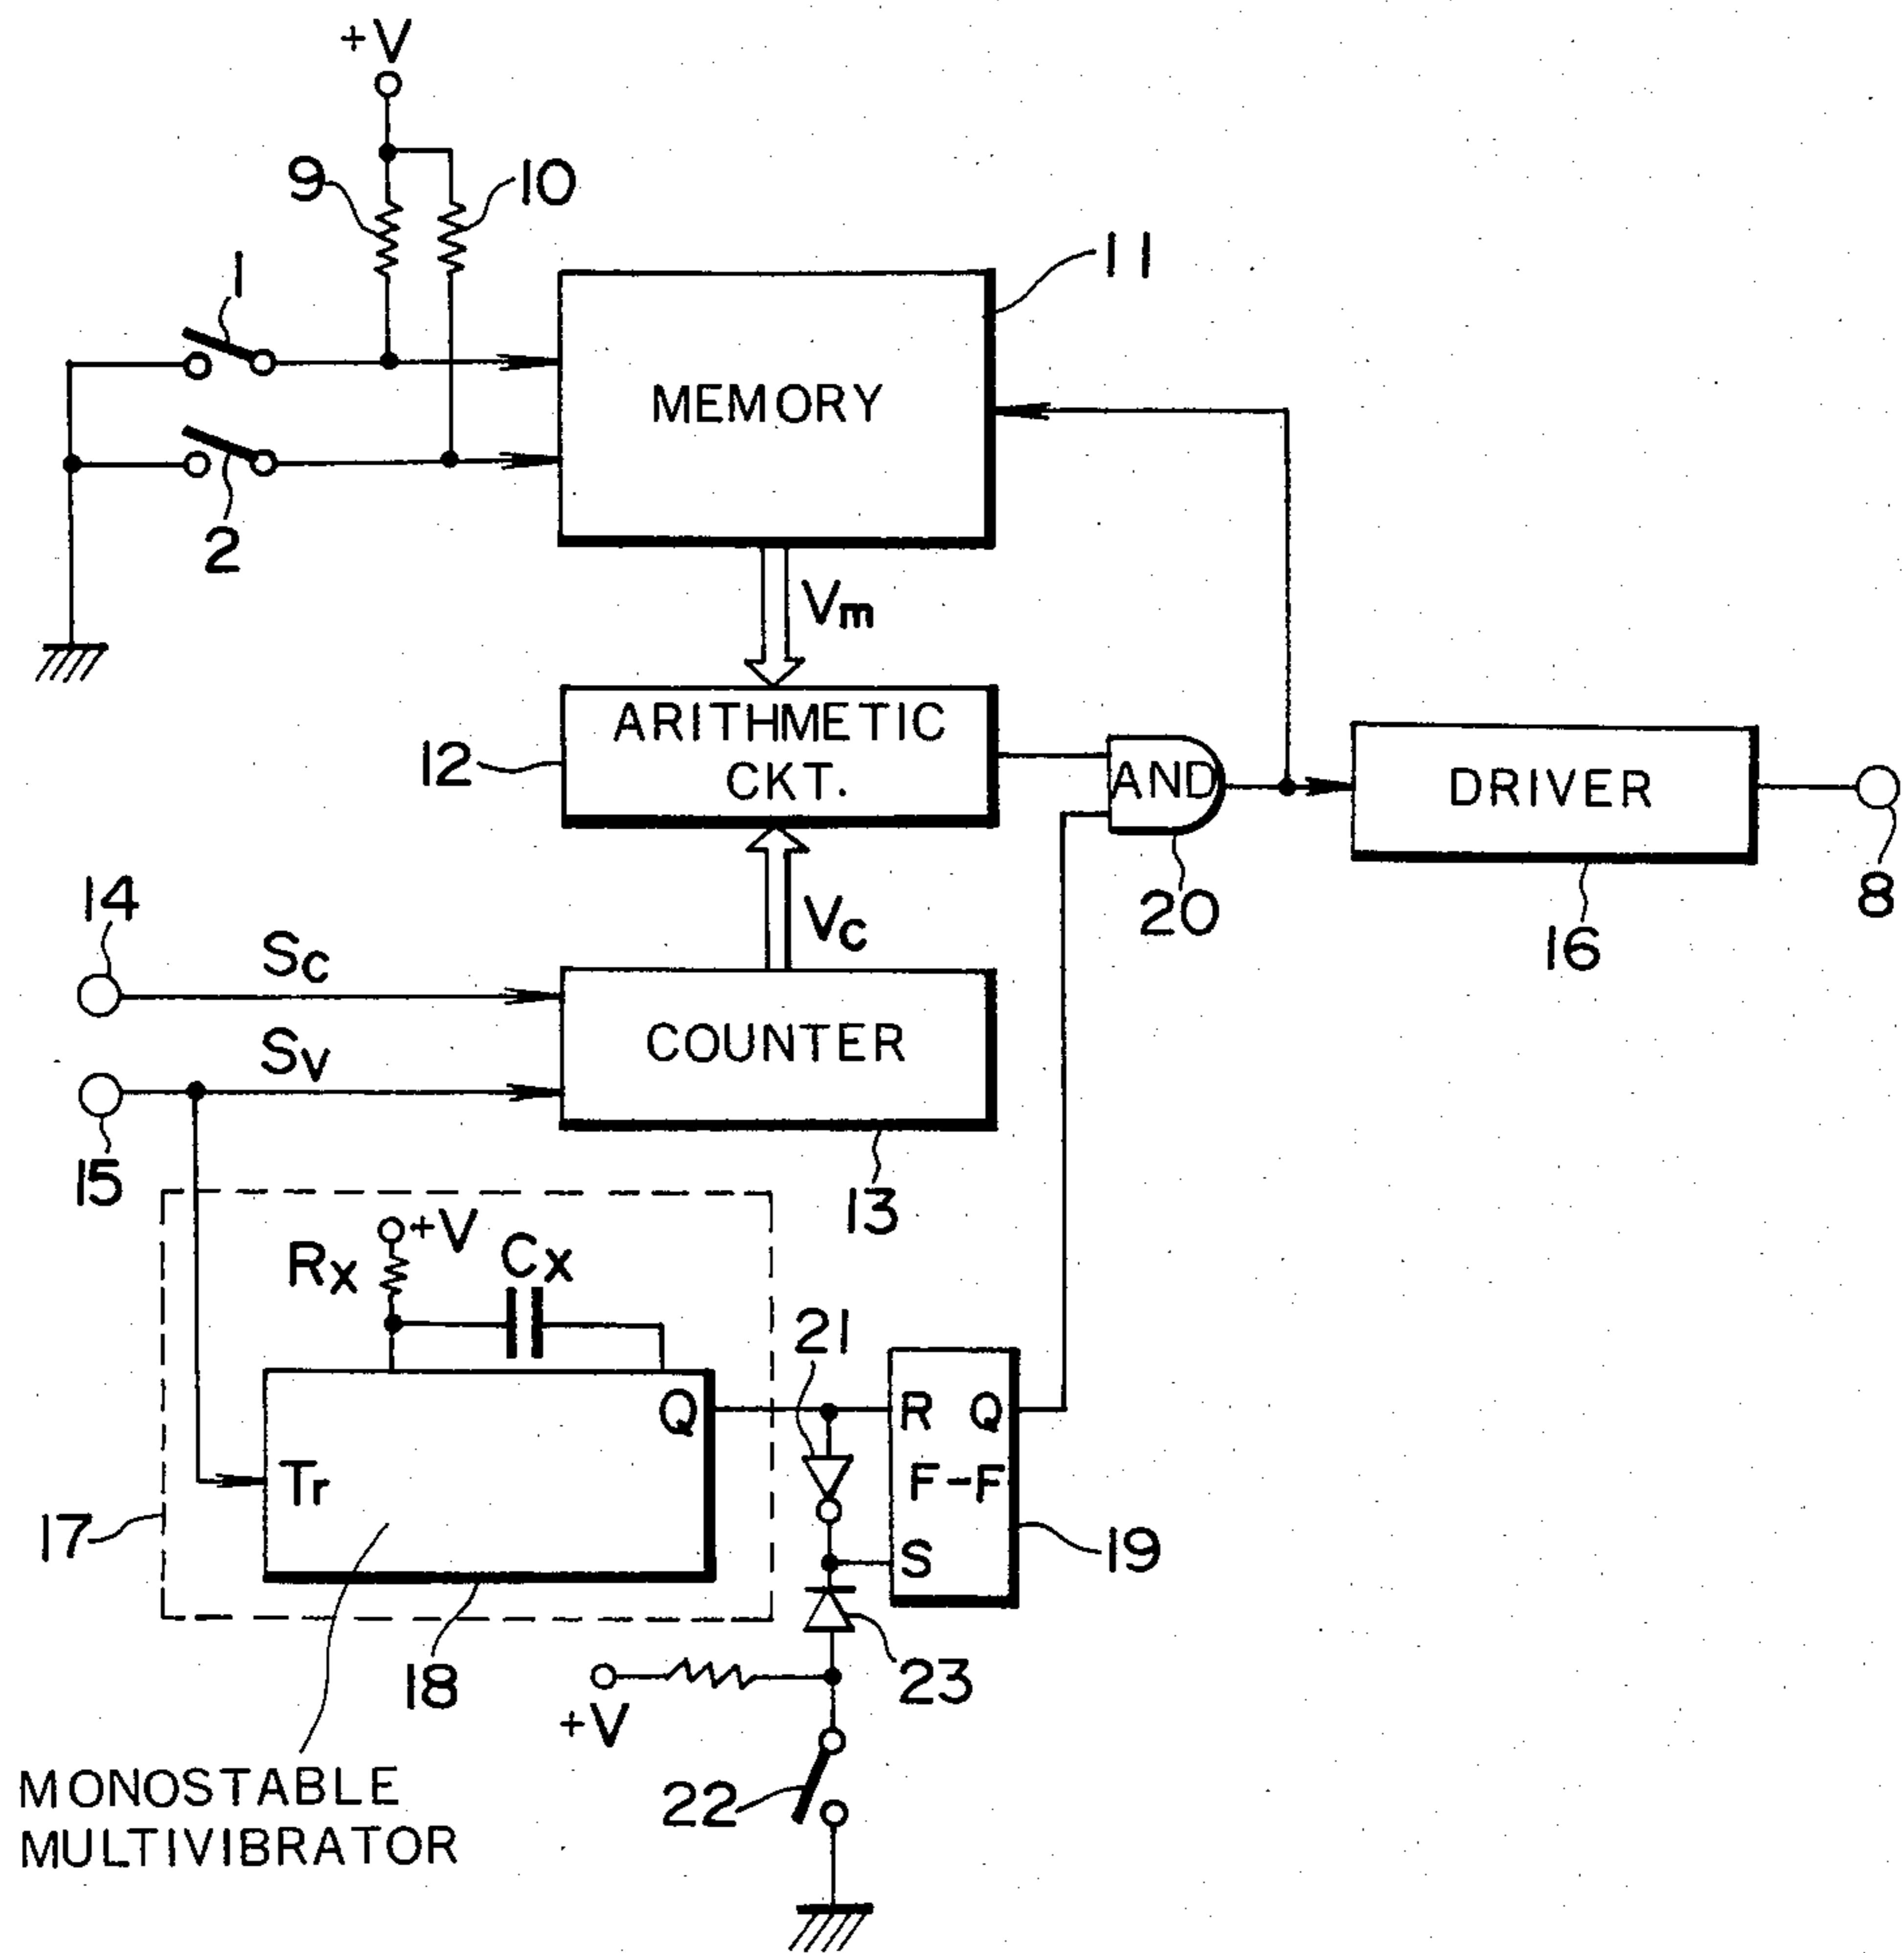 +V
9
10
1
11
MEMORY
2
Vm
ARITHMETIC
CKT.
12
AND
DRIVER
14
Vc
20
8
16
Sc
COUNTER
Sv
15
13
+V
Rx
Cx
21
Q
R Q
Tr
F-F
17
S
19
18
23
+V
MONOSTABLE
22
MULTIVIBRATOR